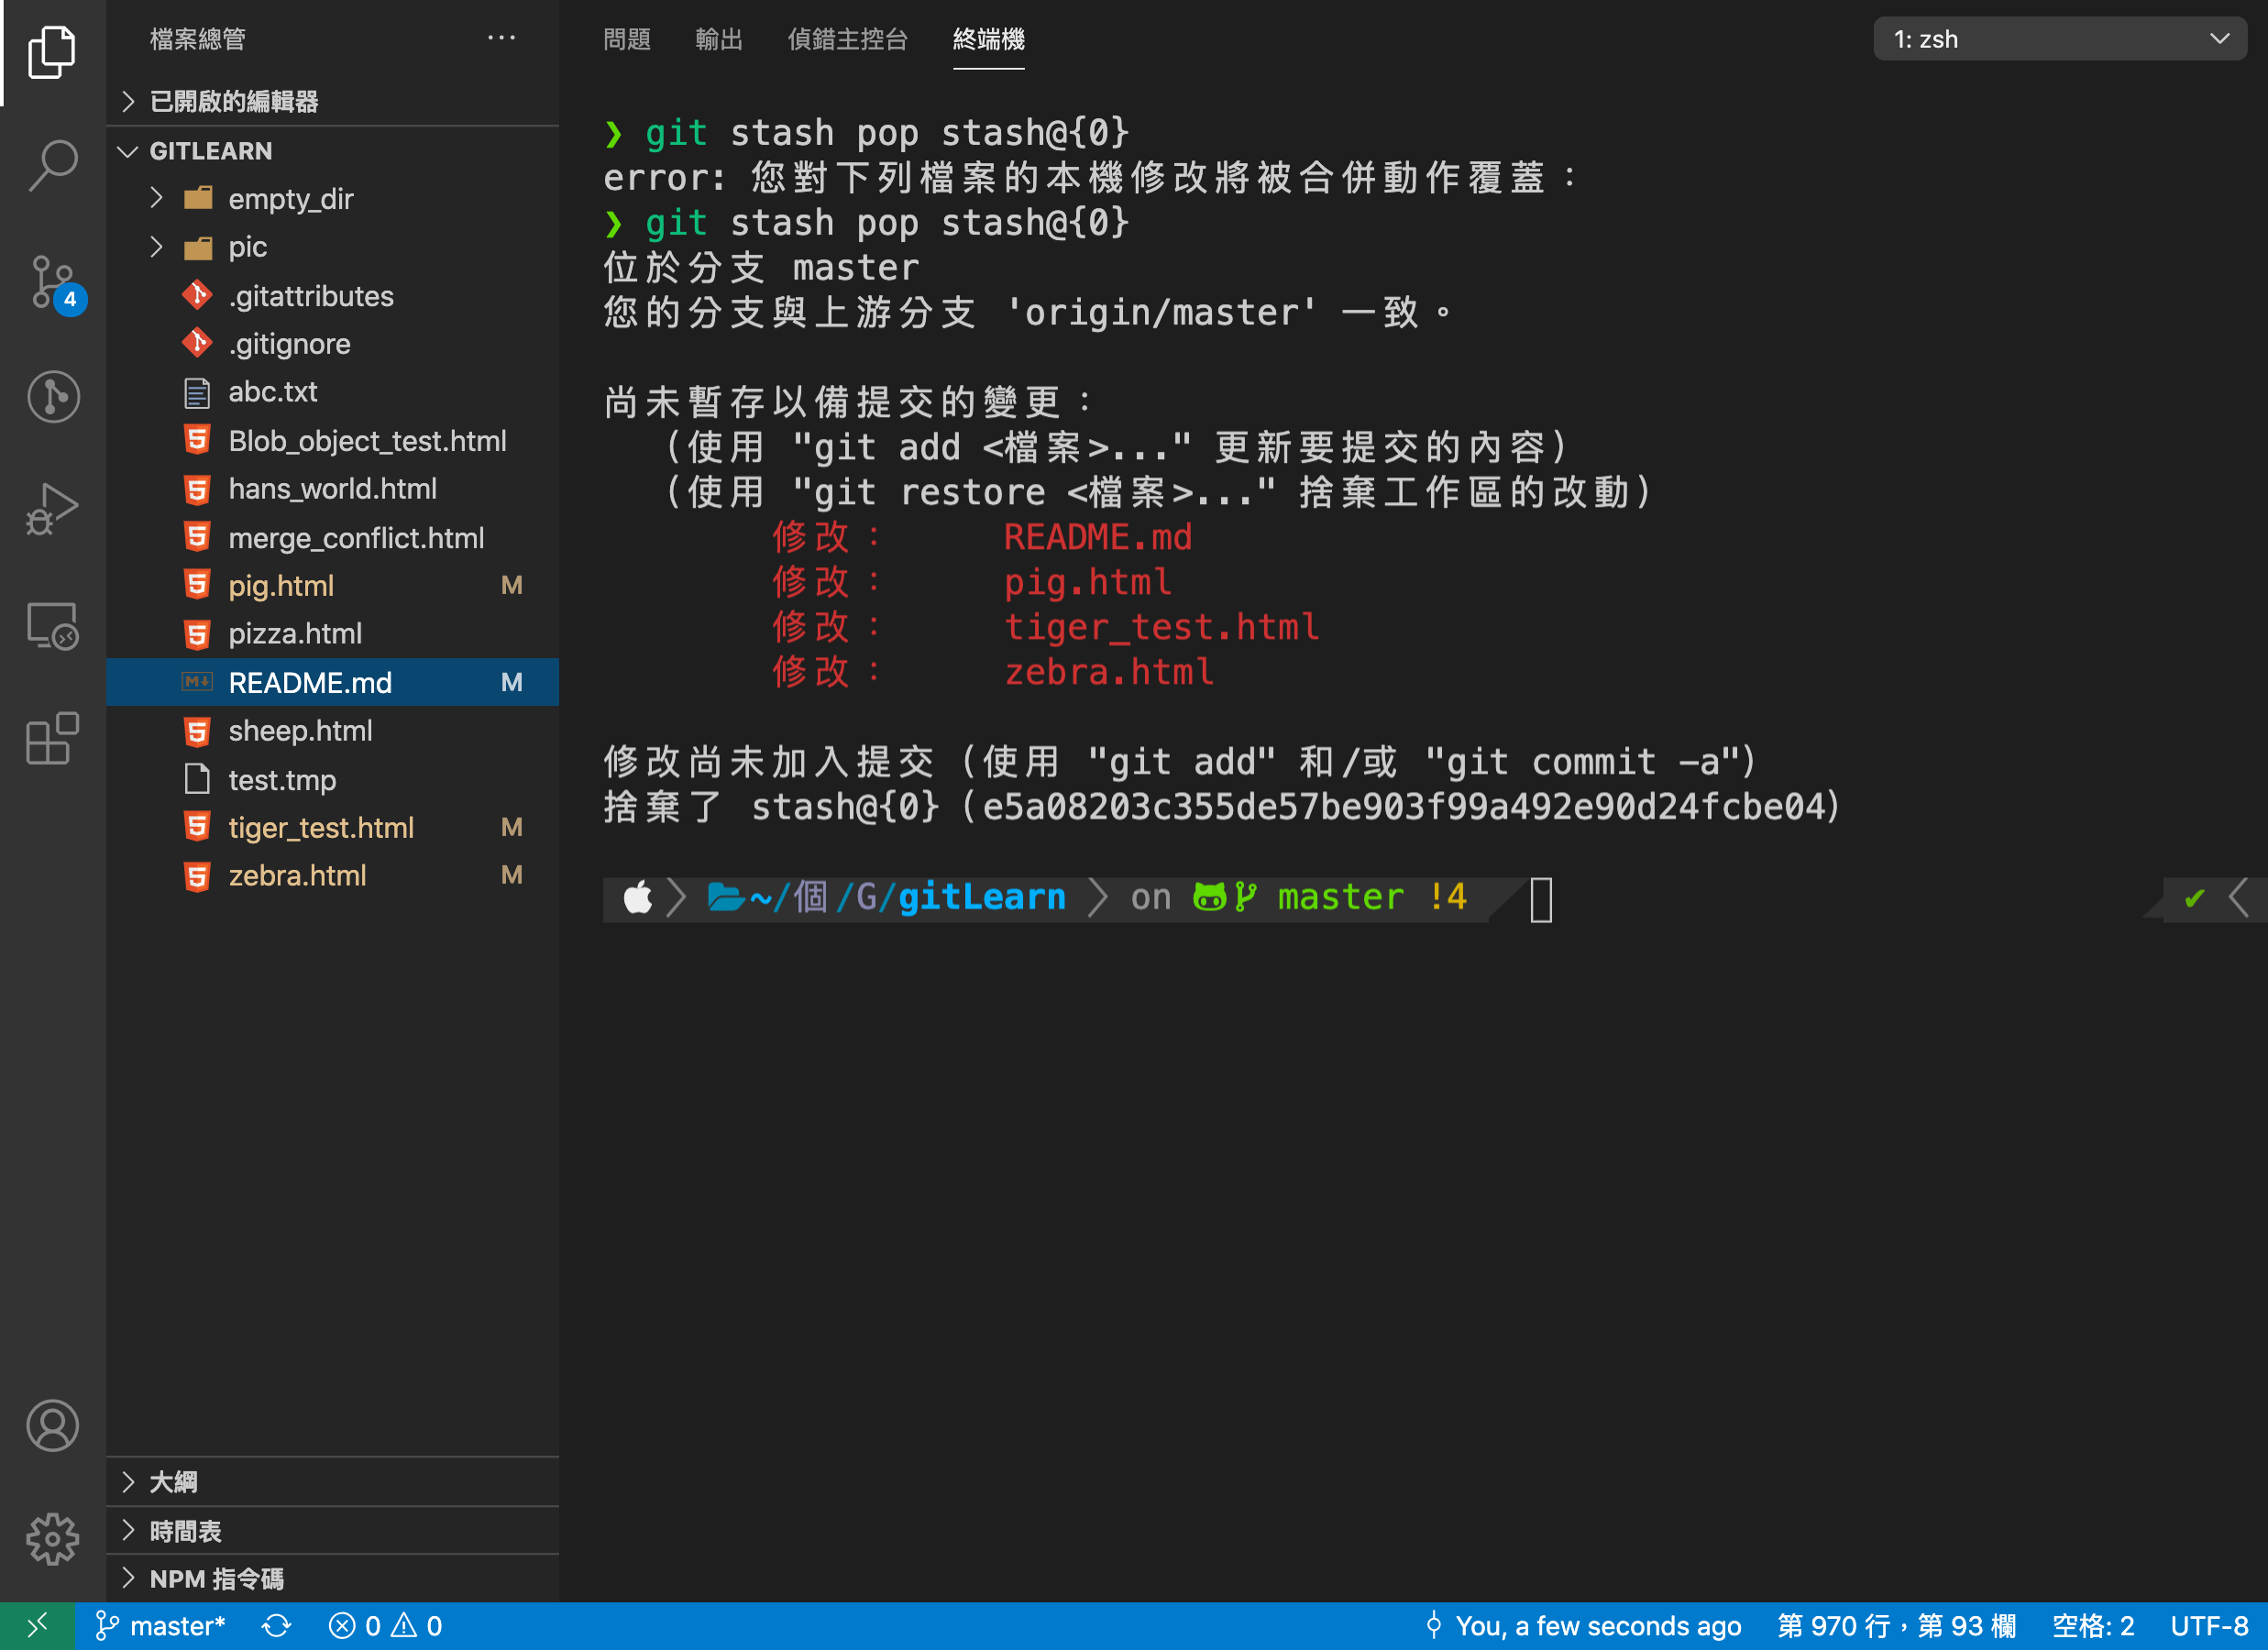 檔案總管
已開啟的編輯器
GITLEARN
empty_dir
pic
.gitattributes
.gitignore
abc.txt
Blob_object_test.html
hans_world.html
merge_conflict.html
pig.html M
pizza.html
README.md M
sheep.html
test.tmp
tiger_test.html M
zebra.html M
大綱
時間表
NPM 指令碼
4
問題 輸出 偵錯主控台 終端機 1: zsh
❯ git stash pop stash@{0}
error: 您對下列檔案的本機修改將被合併動作覆蓋：
❯ git stash pop stash@{0}
位於分支 master
您的分支與上游分支 'origin/master' 一致。
尚未暫存以備提交的變更：
(使用 "git add <檔案>..." 更新要提交的內容)
(使用 "git restore <檔案>..." 捨棄工作區的改動)
修改： README.md
修改： pig.html
修改： tiger_test.html
修改： zebra.html
修改尚未加入提交 (使用 "git add" 和/或 "git commit -a")
捨棄了 stash@{0} (e5a08203c355de57be903f99a492e90d24fcbe04)
~/個/G/gitLearn on master !4 ✔
master* 0 0 You, a few seconds ago 第 970 行，第 93 欄 空格: 2 UTF-8